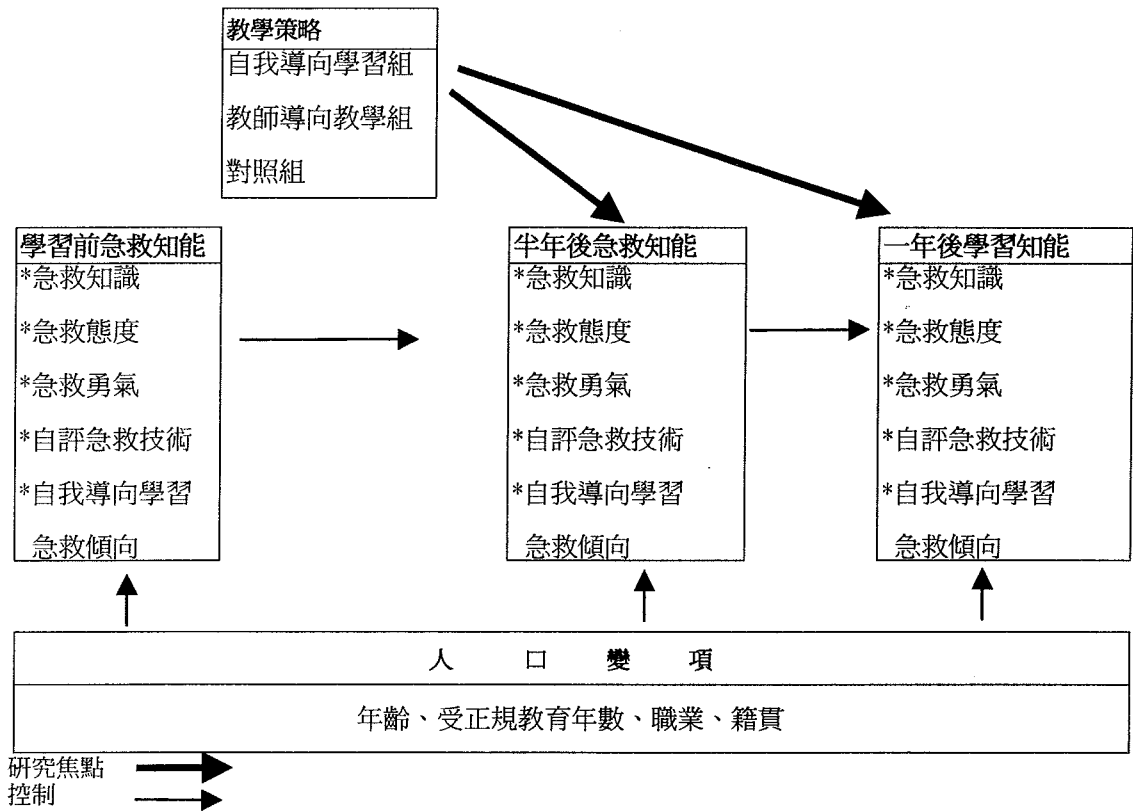 教學策略
自我導向學習組
教師導向教學組
對照組
學習前急救知能
*急救知識
*急救態度
*急救勇氣
*自評急救技術
*自我導向學習
急救傾向
半年後急救知能
*急救知識
*急救態度
*急救勇氣
*自評急救技術
*自我導向學習
急救傾向
一年後學習知能
*急救知識
*急救態度
*急救勇氣
*自評急救技術
*自我導向學習
急救傾向
人 口 變 項
年齡、受正規教育年數、職業、籍貫
研究焦點
控制